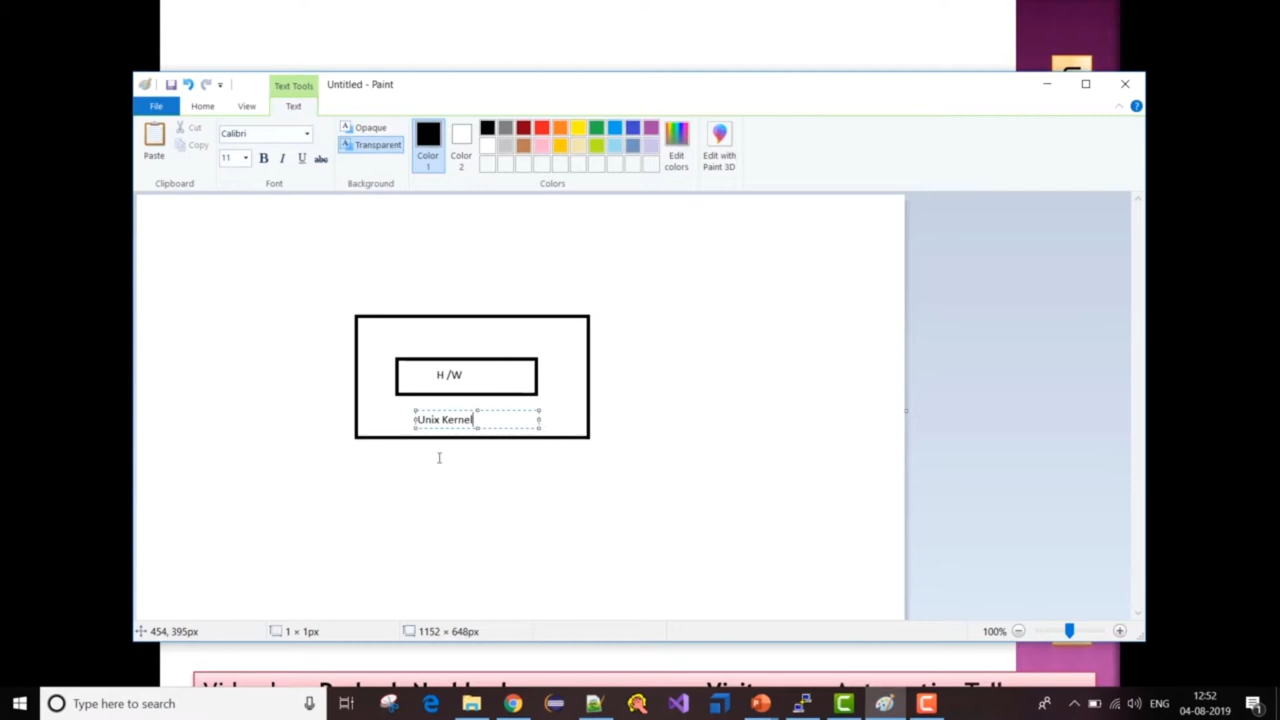 Text Tools
Untitled - Paint
File
Home
View
Text
Paste
Cut
Copy
Clipboard
Calibri
11
B I U abc
Font
Opaque
Transparent
Background
Color 1
Color 2
Edit colors
Colors
Edit with Paint 3D
H /W
Unix Kernel
454, 395px
1 × 1px
1152 × 648px
100%
Type here to search
ENG
12:52
04-08-2019